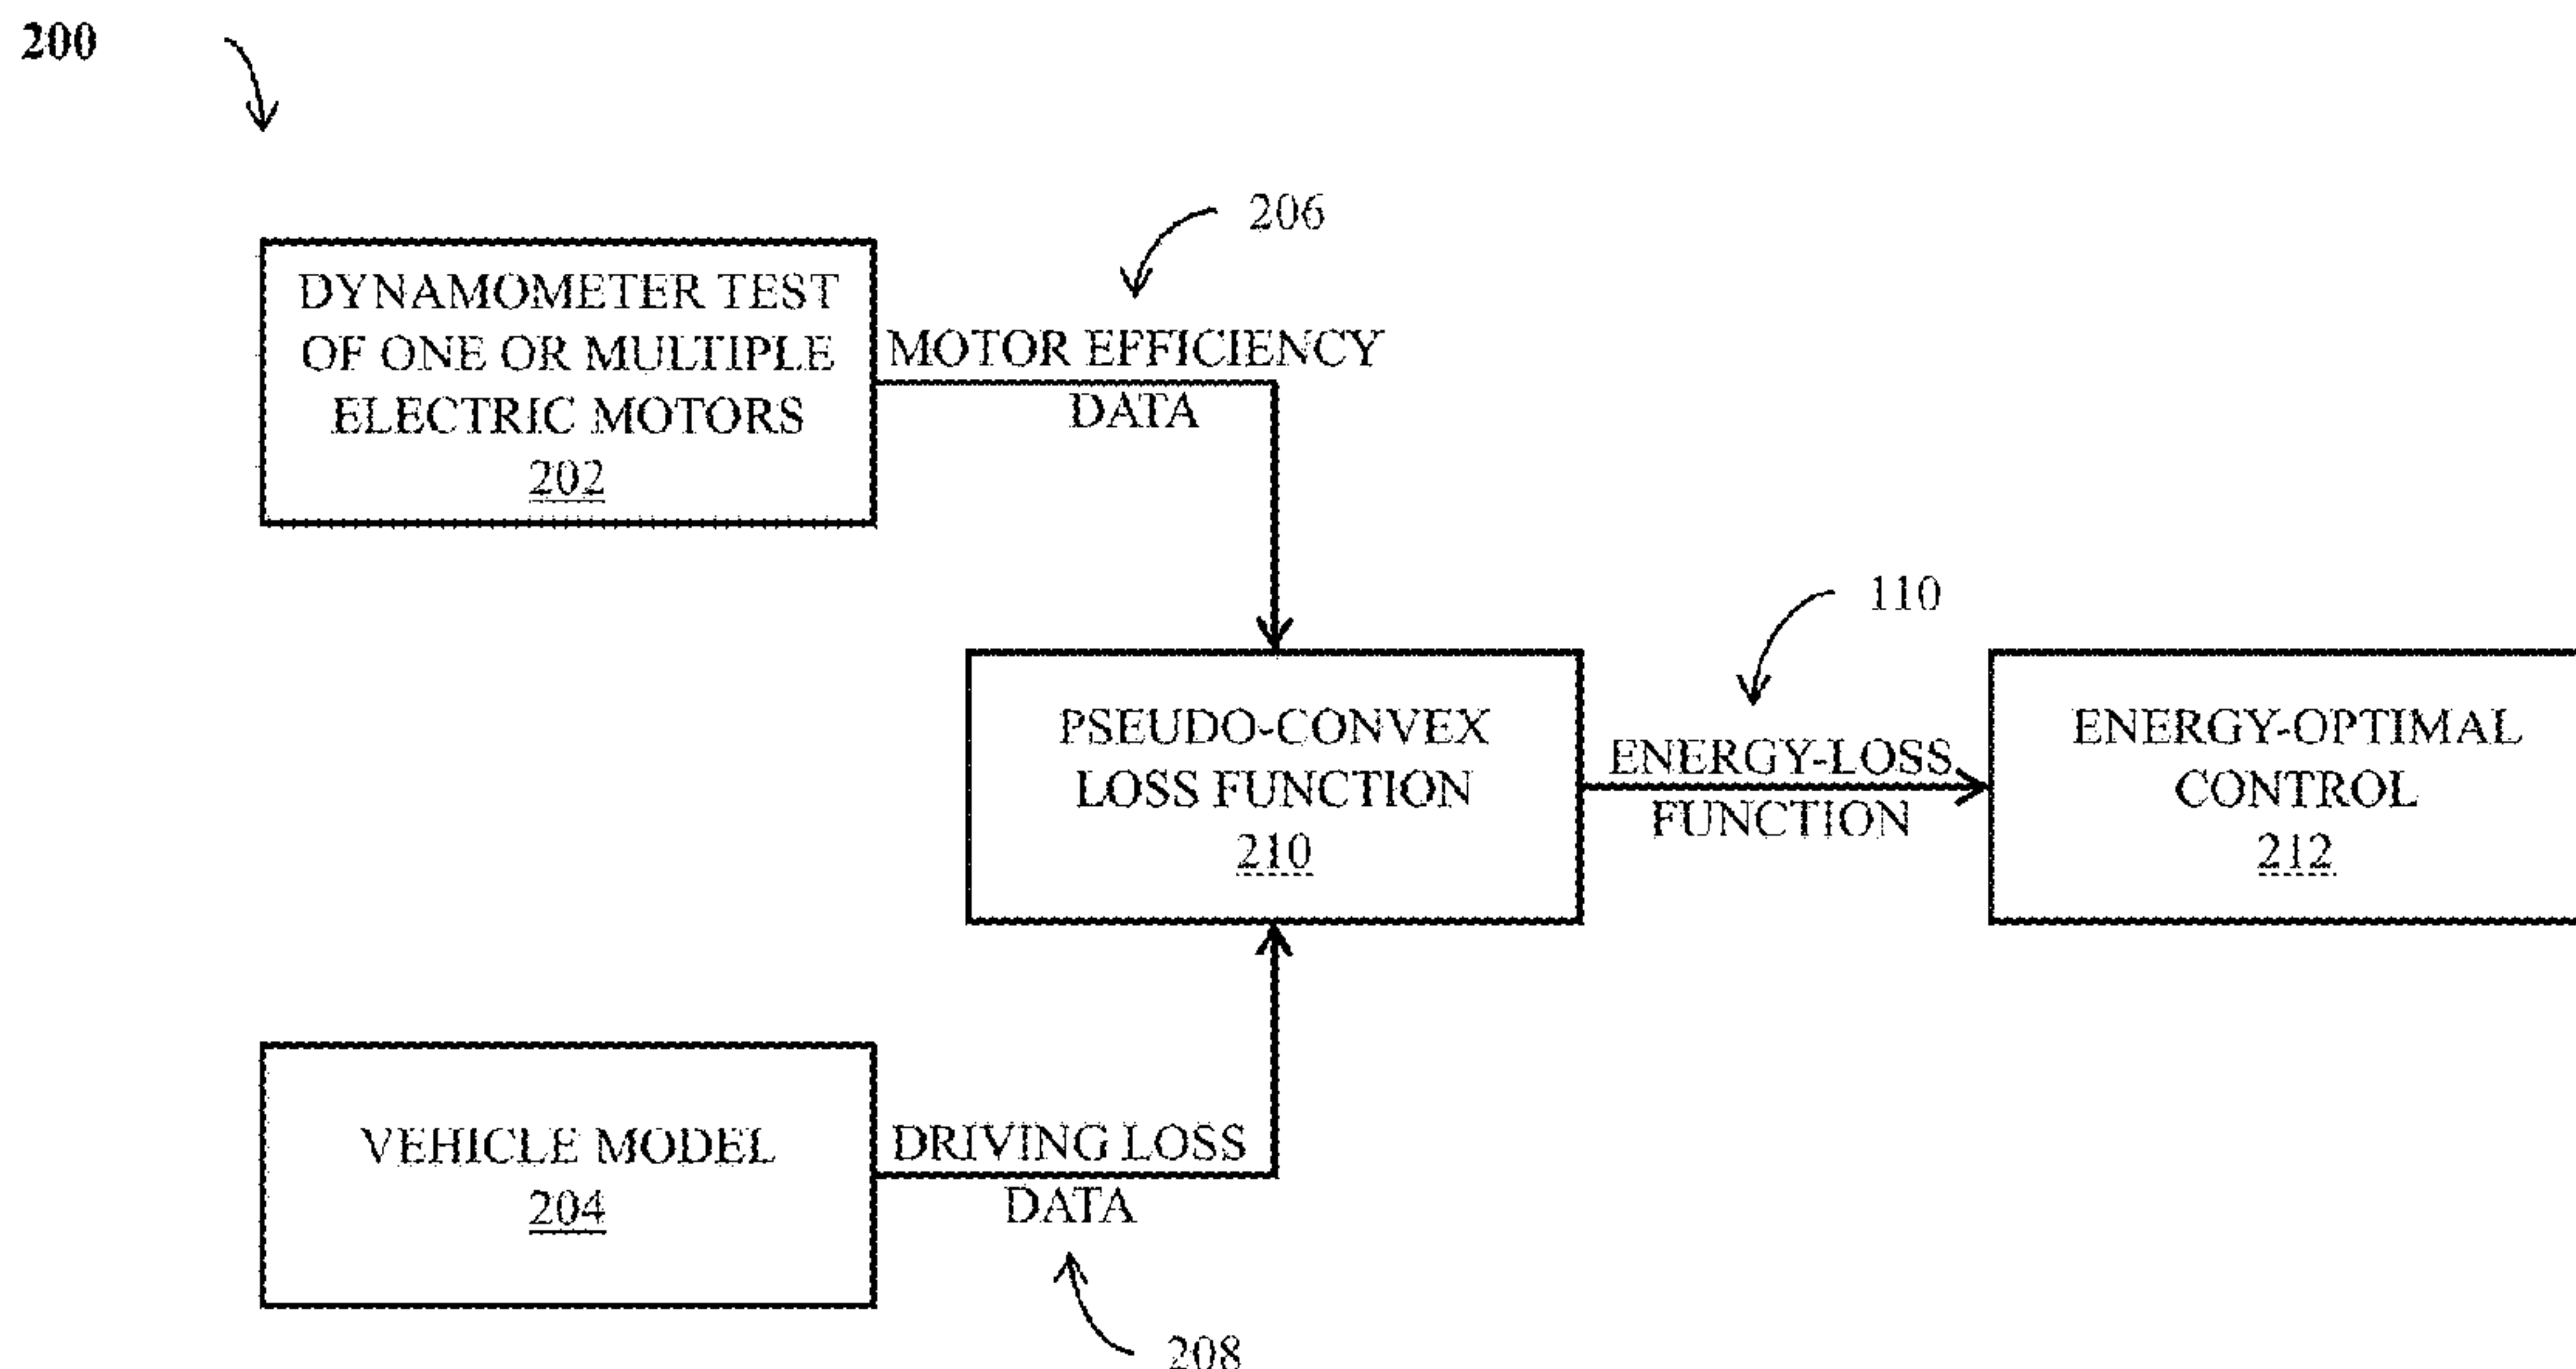 200
206
DYNAMOMETER TEST
OF ONE OR MULTIPLE
ELECTRIC MOTORS
202
MOTOR EFFICIENCY
DATA
110
PSEUDO-CONVEX
LOSS FUNCTION
210
ENERGY-LOSS
FUNCTION
ENERGY-OPTIMAL
CONTROL
212
VEHICLE MODEL
204
DRIVING LOSS
DATA
208